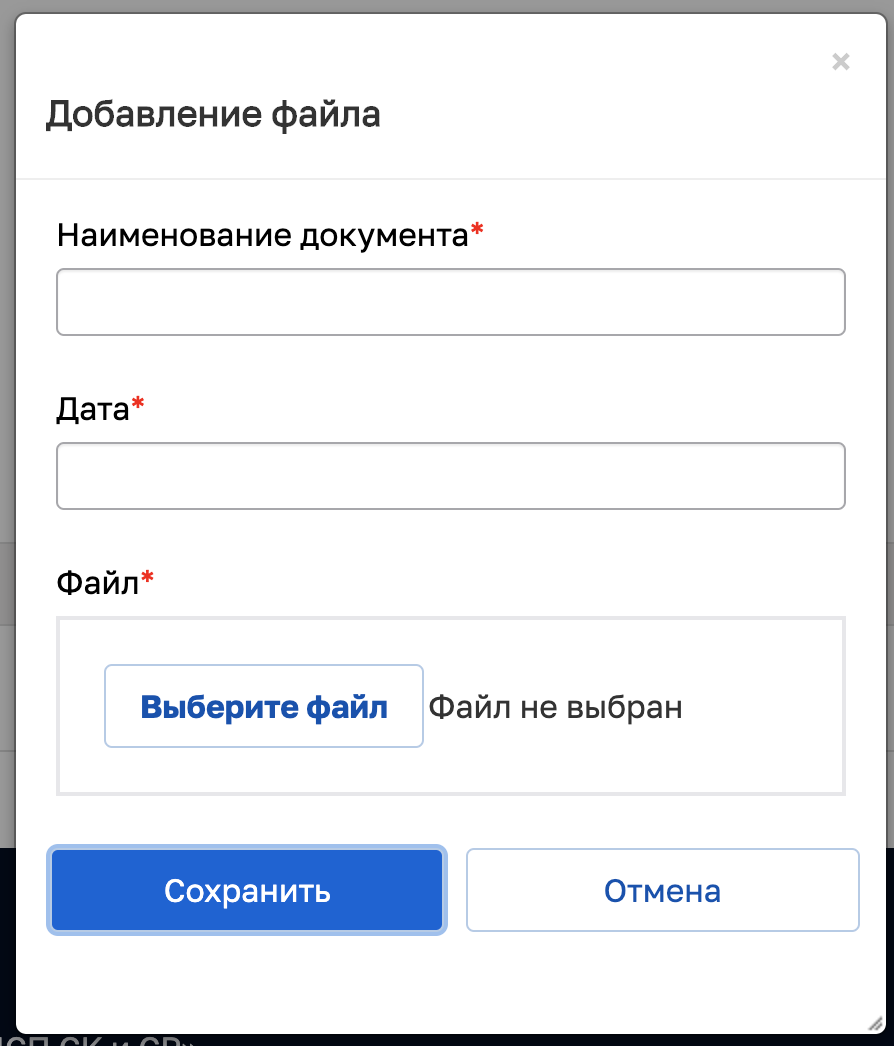 ×
Добавление файла
Наименование документа*
Дата*
Файл*
Выберите файл Файл не выбран
Сохранить Отмена